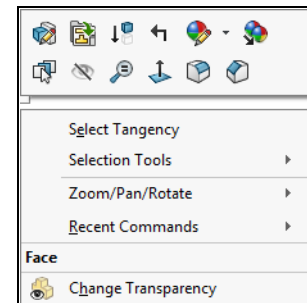 Select Tangency
Selection Tools
Zoom/Pan/Rotate
Recent Commands
Face
Change Transparency